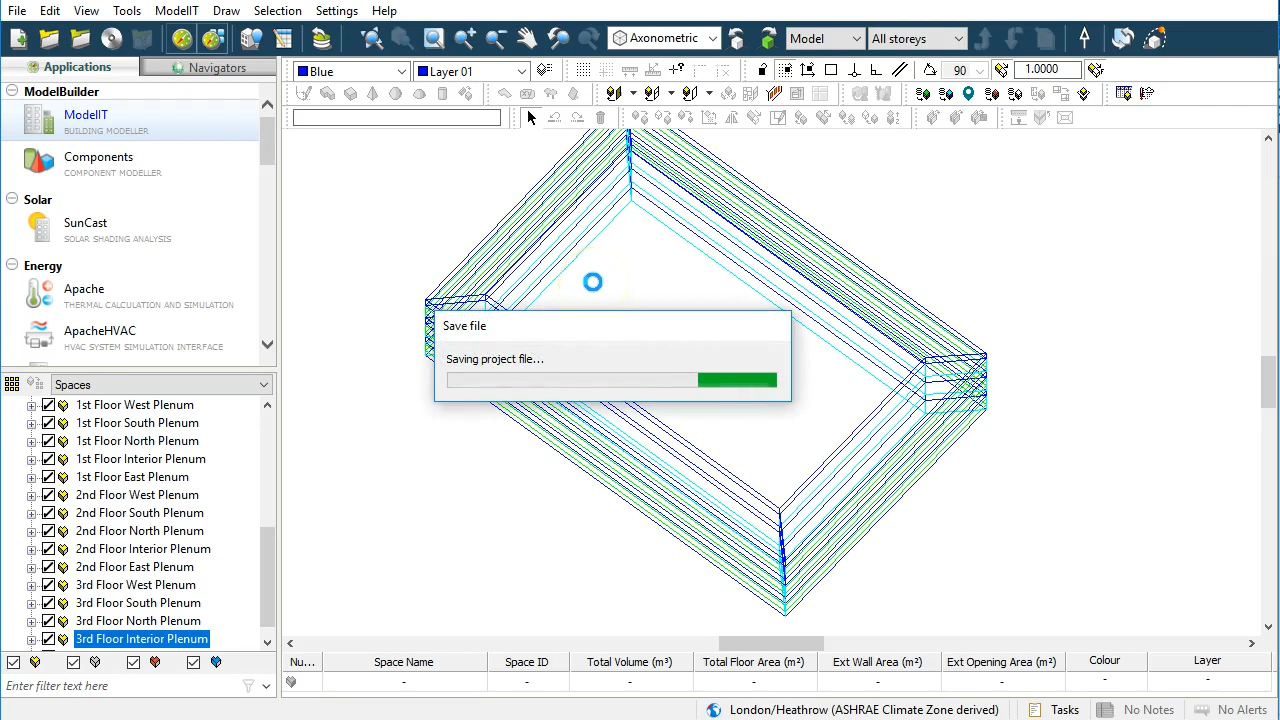 File Edit View Tools ModelIT Draw Selection Settings Help
Axonometric Model All storeys
Applications Navigators
Blue Layer 01 90 1.0000
ModelBuilder
ModelIT
BUILDING MODELLER
Components
COMPONENT MODELLER
Solar
SunCast
SOLAR SHADING ANALYSIS
Energy
Apache
THERMAL CALCULATION AND SIMULATION
ApacheHVAC
HVAC SYSTEM SIMULATION INTERFACE
Save file
Saving project file...
Spaces
1st Floor West Plenum
1st Floor South Plenum
1st Floor North Plenum
1st Floor Interior Plenum
1st Floor East Plenum
2nd Floor West Plenum
2nd Floor South Plenum
2nd Floor North Plenum
2nd Floor Interior Plenum
2nd Floor East Plenum
3rd Floor West Plenum
3rd Floor South Plenum
3rd Floor North Plenum
3rd Floor Interior Plenum
Enter filter text here
Nu... Space Name Space ID Total Volume (m³) Total Floor Area (m²) Ext Wall Area (m²) Ext Opening Area (m²) Colour Layer
- - - - - - - -
London/Heathrow (ASHRAE Climate Zone derived) Tasks No Notes No Alerts